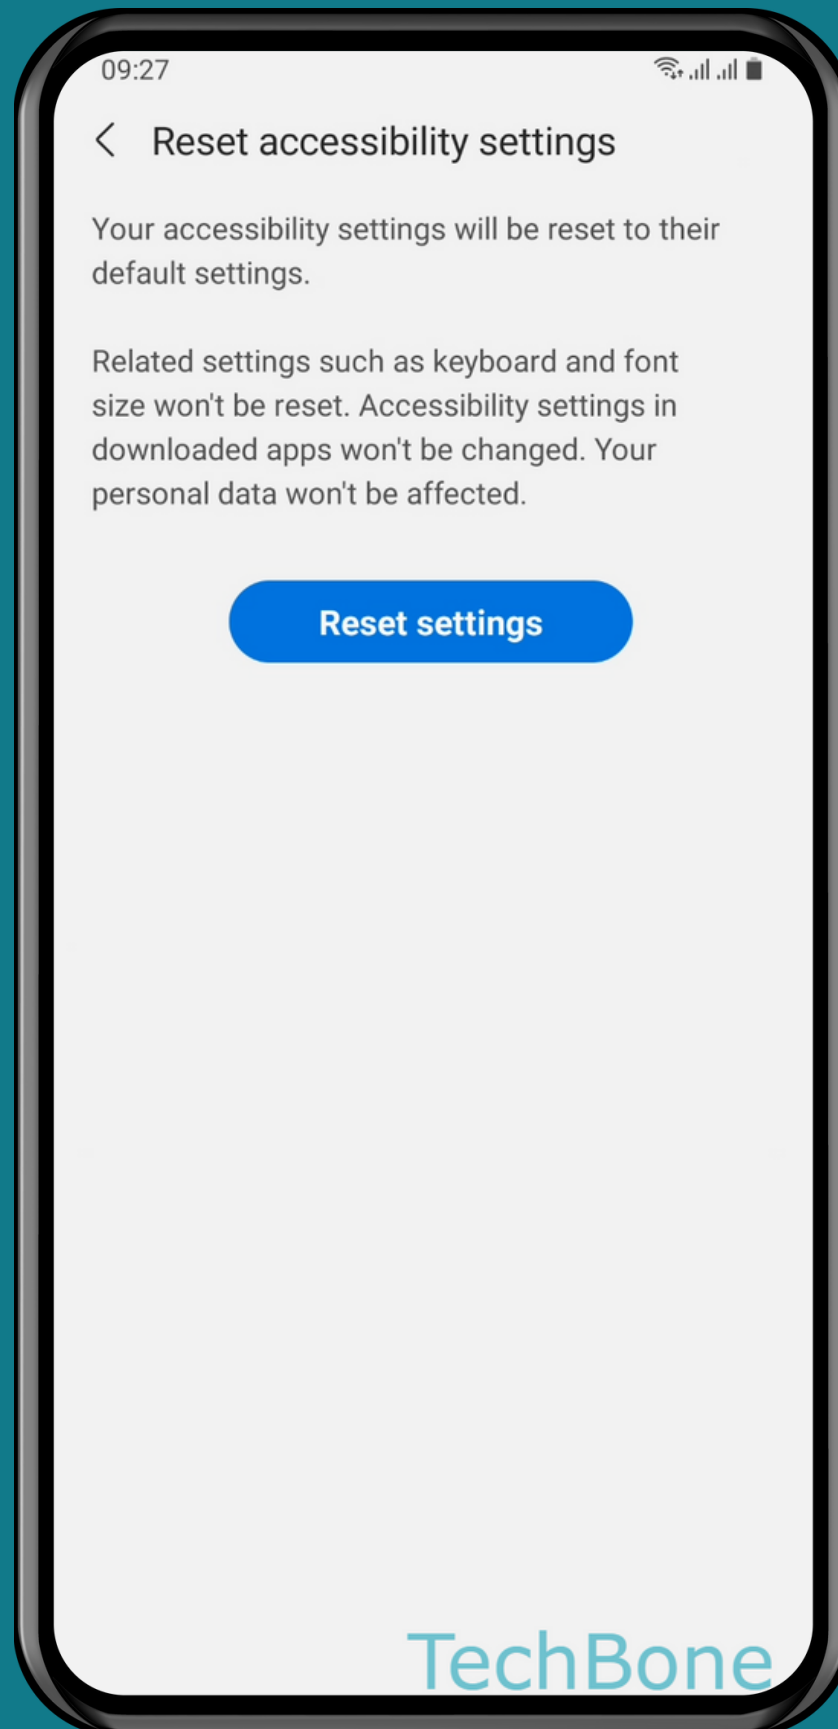 09:27
Reset accessibility settings
Your accessibility settings will be reset to their
default settings.
Related settings such as keyboard and font
size won't be reset. Accessibility settings in
downloaded apps won't be changed. Your
personal data won't be affected.
Reset settings
TechBone